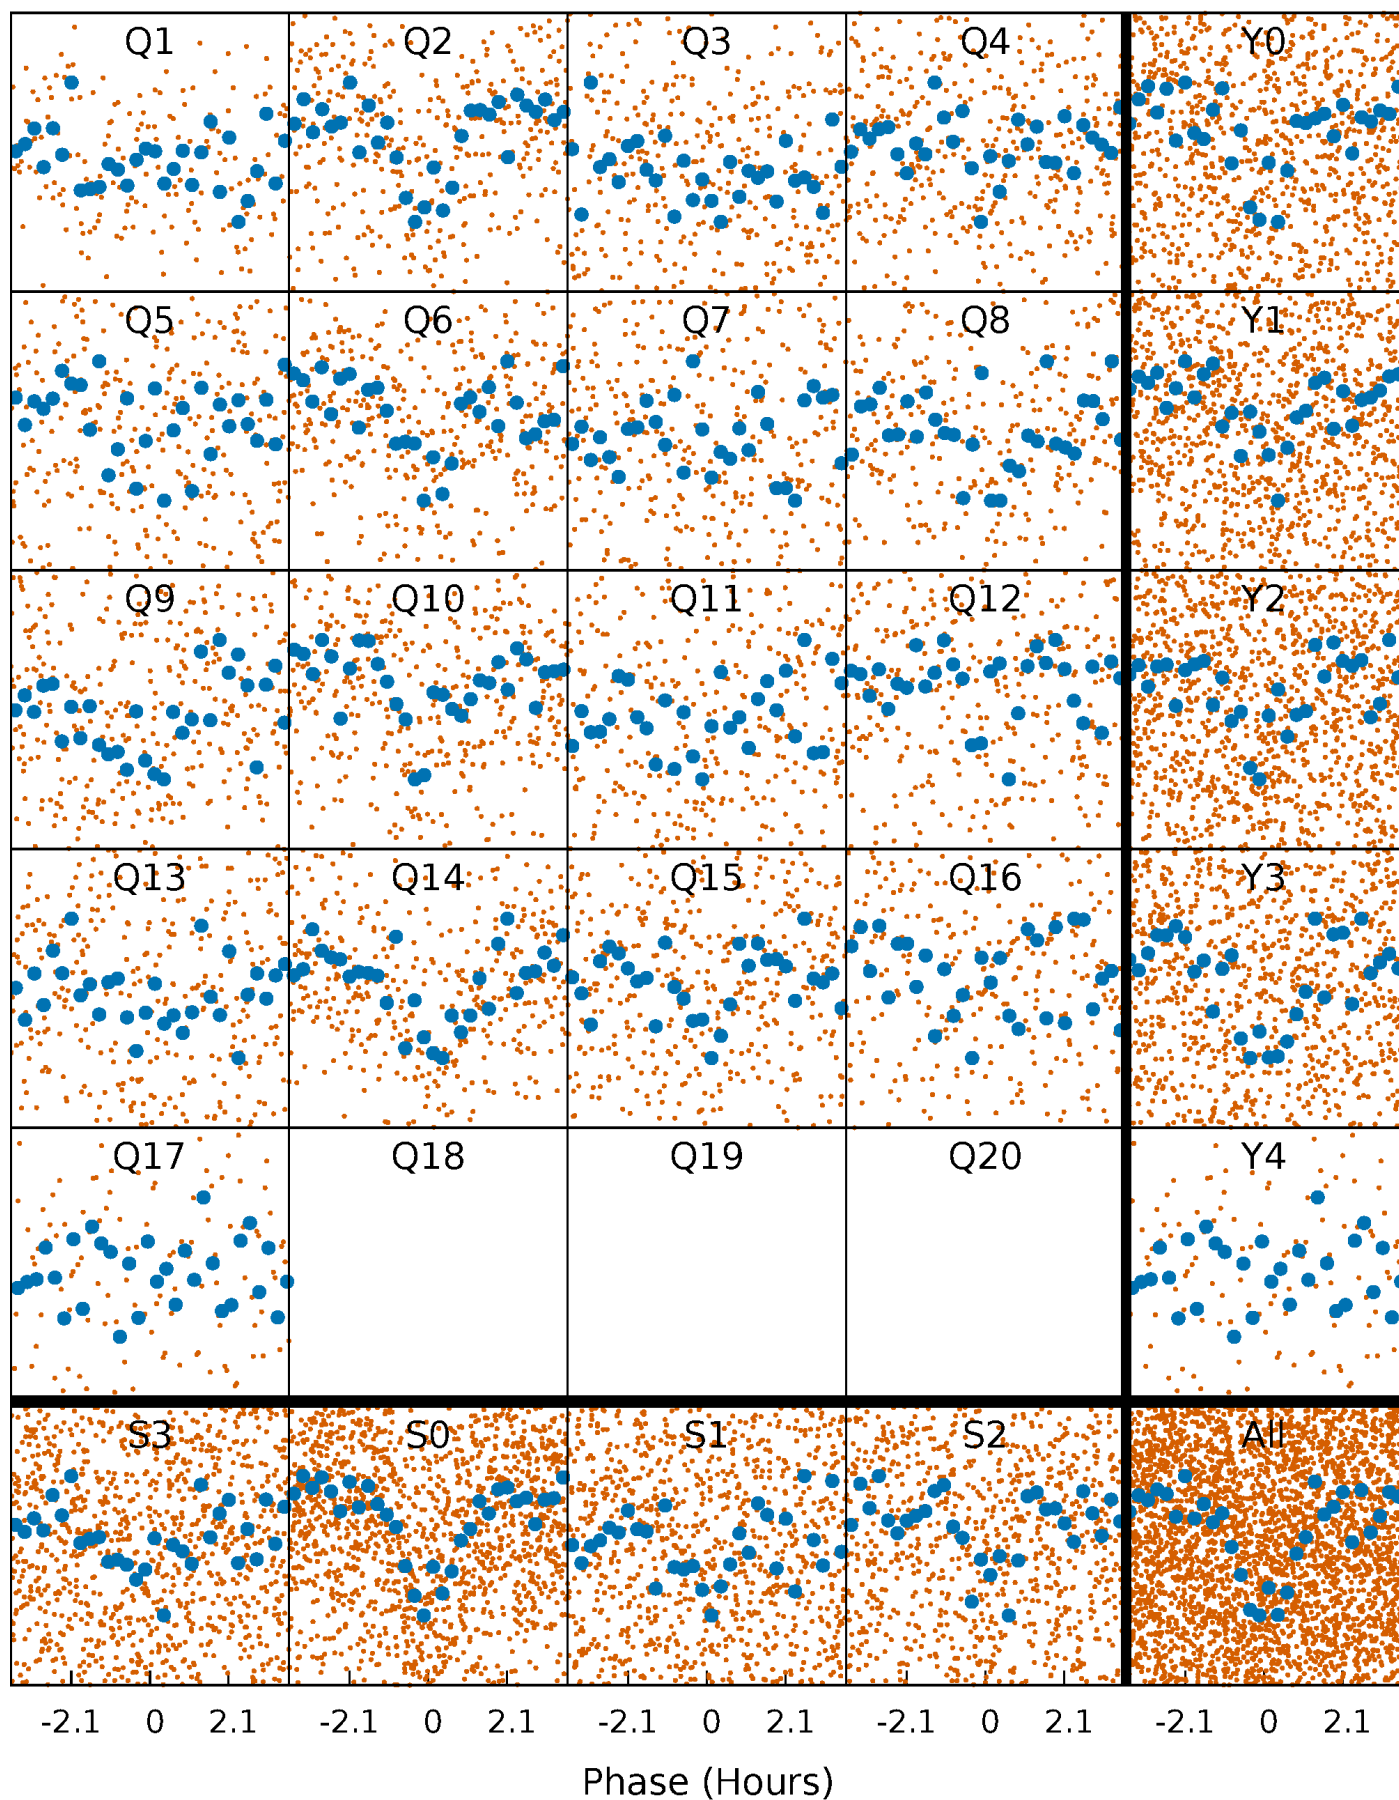 Q1 Q2 Q3 Q4 Y0
Q5 Q6 Q7 Q8 Y1
Q9 Q10 Q11 Q12 Y2
Q13 Q14 Q15 Q16 Y3
Q17 Q18 Q19 Q20 Y4
S3 S0 S1 S2 All
-2.1 0 2.1 -2.1 0 2.1 -2.1 0 2.1 -2.1 0 2.1 -2.1 0 2.1
Phase (Hours)